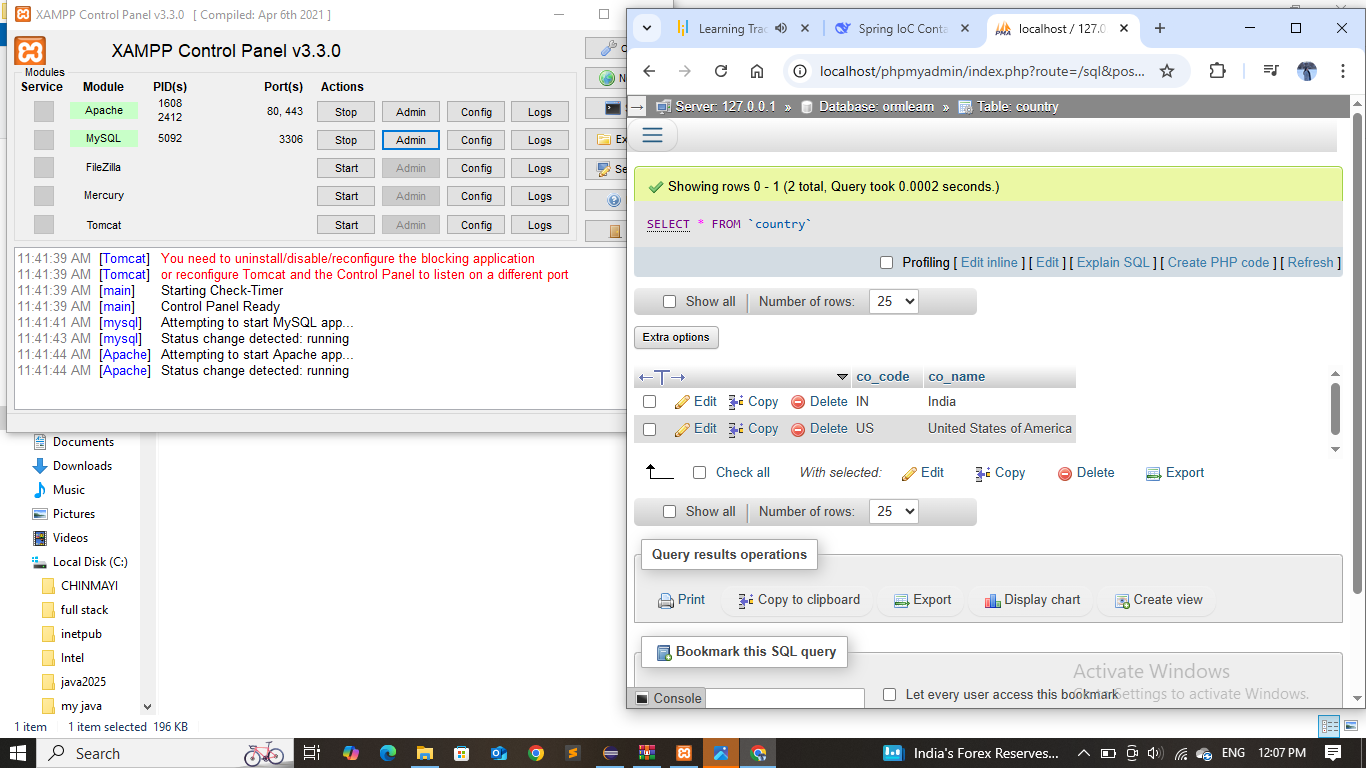 XAMPP Control Panel v3.3.0 [ Compiled: Apr 6th 2021 ]
XAMPP Control Panel v3.3.0
Modules
Service Module PID(s) Port(s) Actions
Apache 1608 2412 80, 443 Stop Admin Config Logs
MySQL 5092 3306 Stop Admin Config Logs
FileZilla Start Admin Config Logs
Mercury Start Admin Config Logs
Tomcat Start Admin Config Logs
C
N
Ex
Se
11:41:39 AM [Tomcat] You need to uninstall/disable/reconfigure the blocking application
11:41:39 AM [Tomcat] or reconfigure Tomcat and the Control Panel to listen on a different port
11:41:39 AM [main] Starting Check-Timer
11:41:39 AM [main] Control Panel Ready
11:41:41 AM [mysql] Attempting to start MySQL app...
11:41:43 AM [mysql] Status change detected: running
11:41:44 AM [Apache] Attempting to start Apache app...
11:41:44 AM [Apache] Status change detected: running
Documents
Downloads
Music
Pictures
Videos
Local Disk (C:)
CHINMAYI
full stack
inetpub
Intel
java2025
my java
1 item 1 item selected 196 KB
Learning Trac Spring IoC Conta localhost / 127.0
localhost/phpmyadmin/index.php?route=/sql&pos...
Server: 127.0.0.1 » Database: ormlearn » Table: country
Showing rows 0 - 1 (2 total, Query took 0.0002 seconds.)
SELECT * FROM `country`
Profiling [ Edit inline ] [ Edit ] [ Explain SQL ] [ Create PHP code ] [ Refresh ]
Show all Number of rows: 25
Extra options
co_code co_name
Edit Copy Delete IN India
Edit Copy Delete US United States of America
Check all With selected: Edit Copy Delete Export
Show all Number of rows: 25
Query results operations
Print Copy to clipboard Export Display chart Create view
Bookmark this SQL query
Activate Windows
Console Let every user access this bookmark
Settings to activate Windows.
Search India's Forex Reserves... ENG 12:07 PM